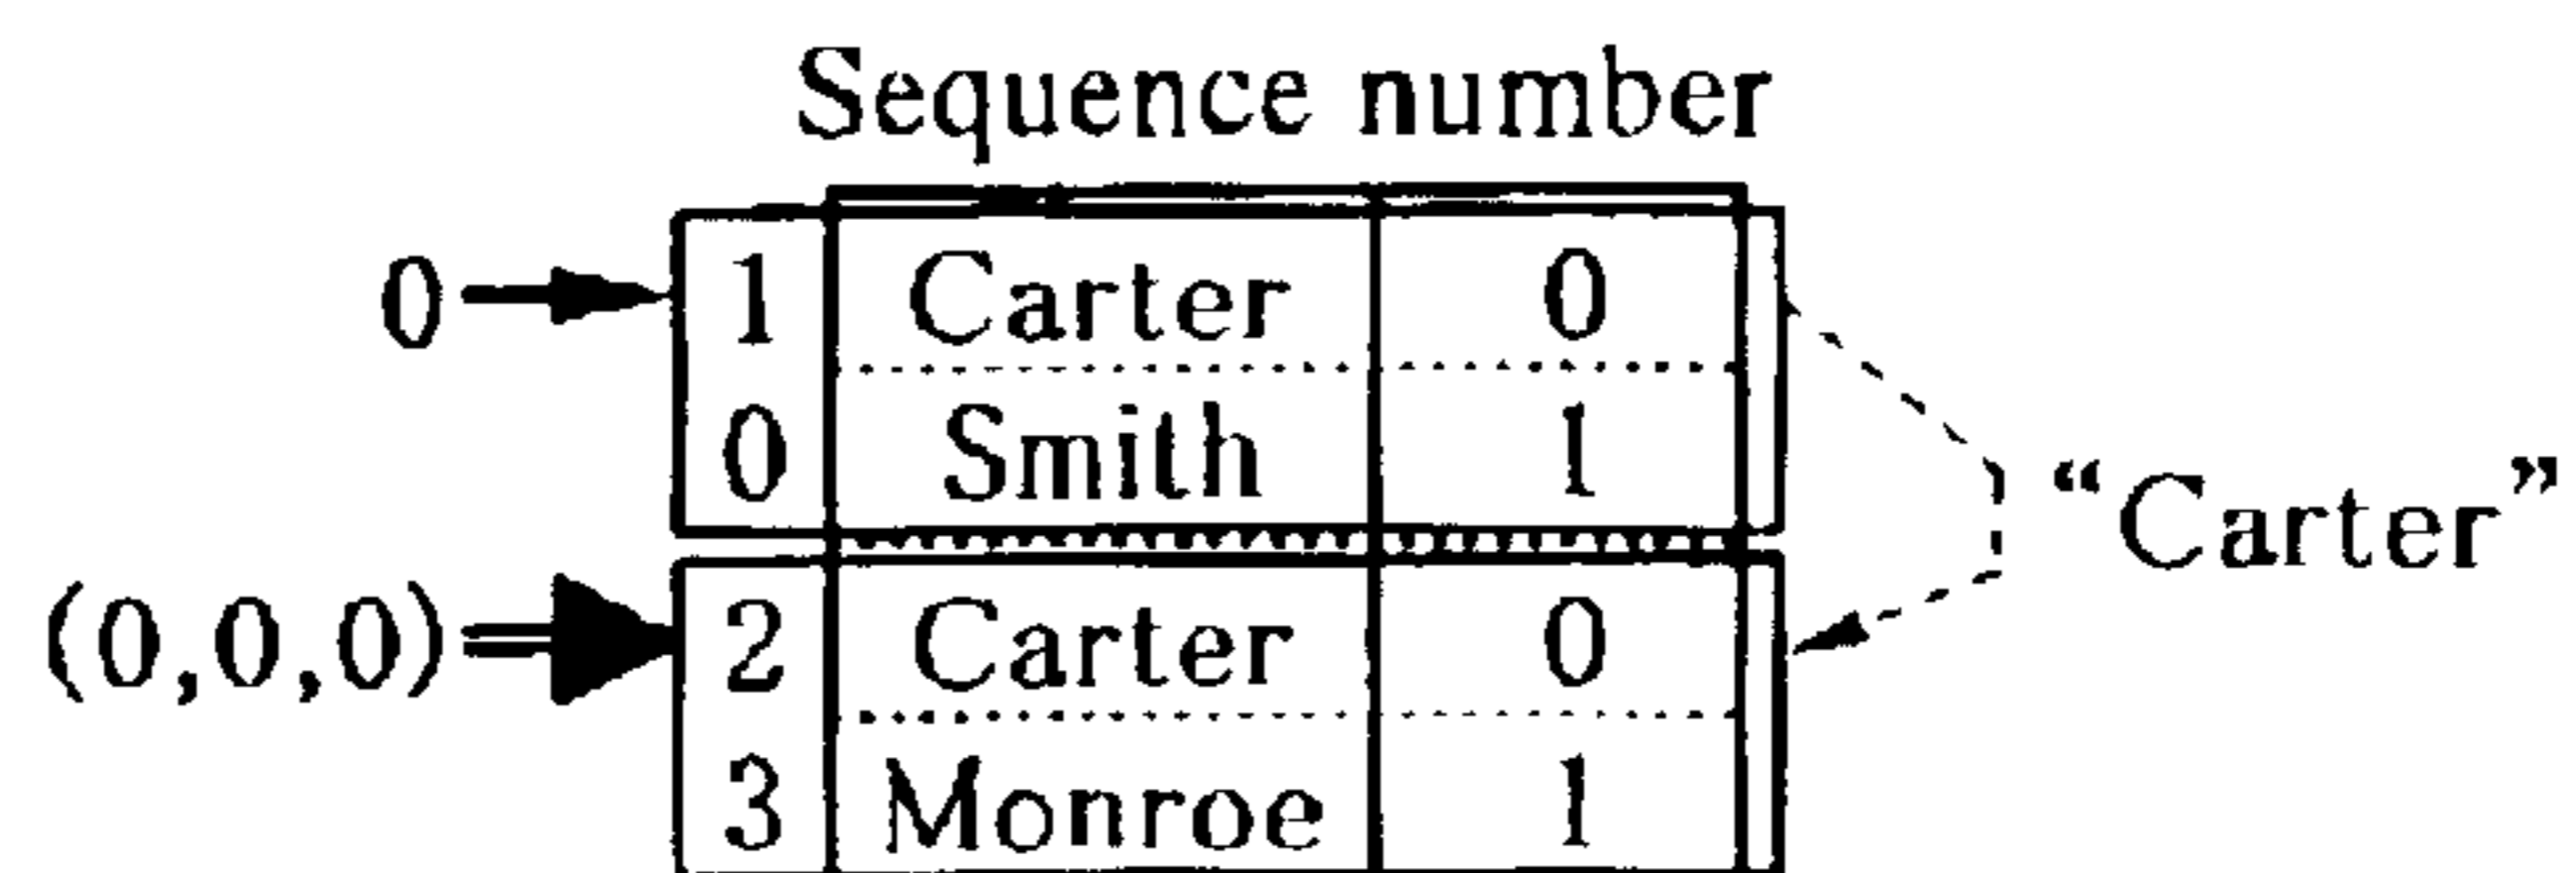 Sequence number
0 1 Carter 0
0 Smith 1
"Carter"
(0,0,0) 2 Carter 0
3 Monroe 1